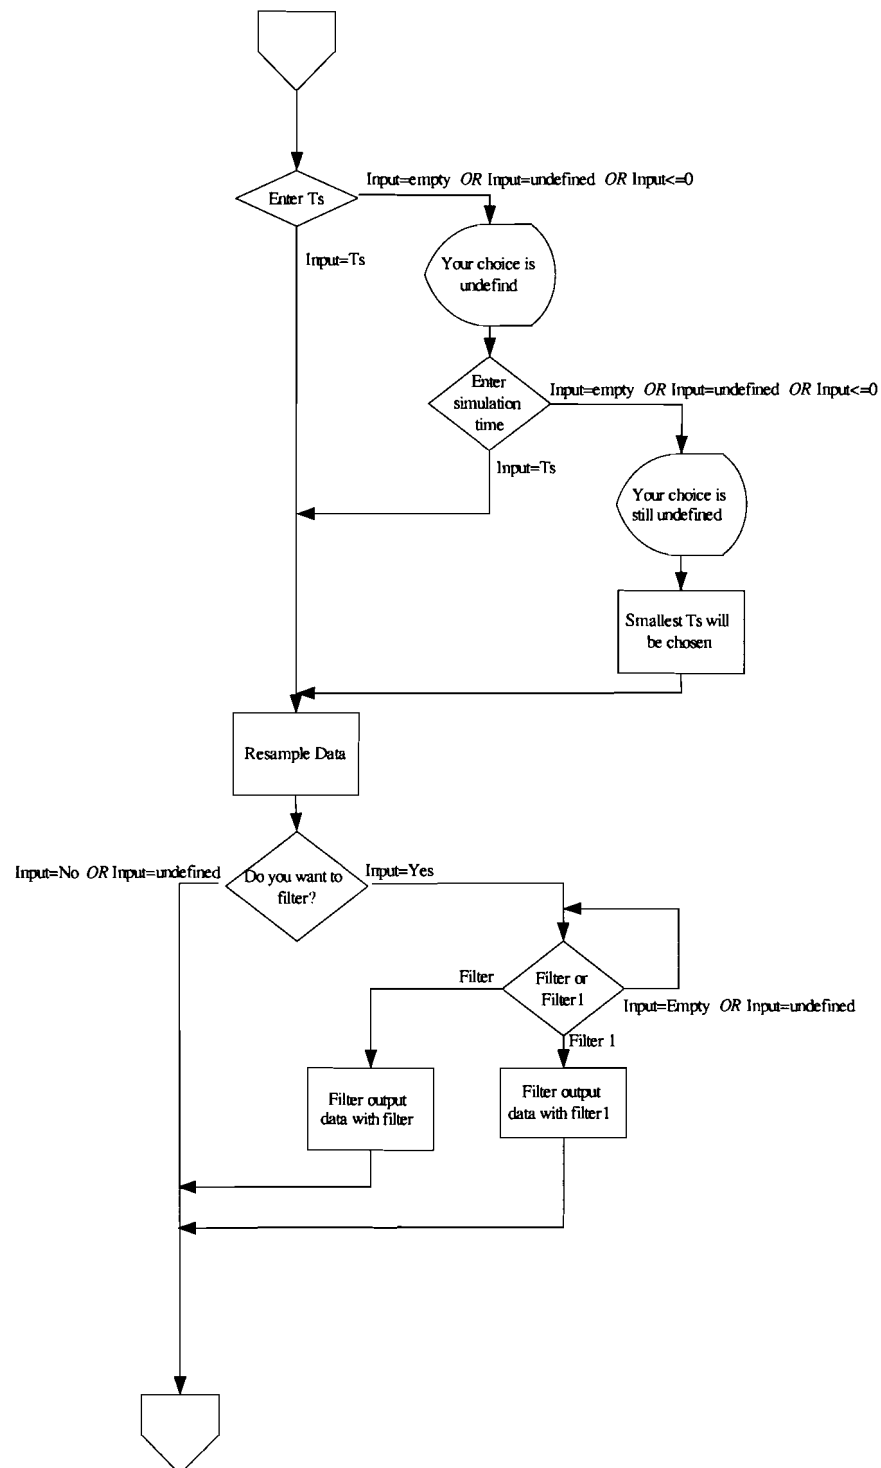 Input=empty OR Input=undefined OR Input<=0
Enter Ts
Input=Ts
Your choice is
undefind
Enter
simulation
time
Input=empty OR Input=undefined OR Input<=0
Input=Ts
Your choice is
still undefined
Smallest Ts will
be chosen
Resample Data
Input=No OR Input=undefined
Do you want to
filter?
Input=Yes
Filter
Filter or
Filter1
Input=Empty OR Input=undefined
Filter 1
Filter output
data with filter
Filter output
data with filter1